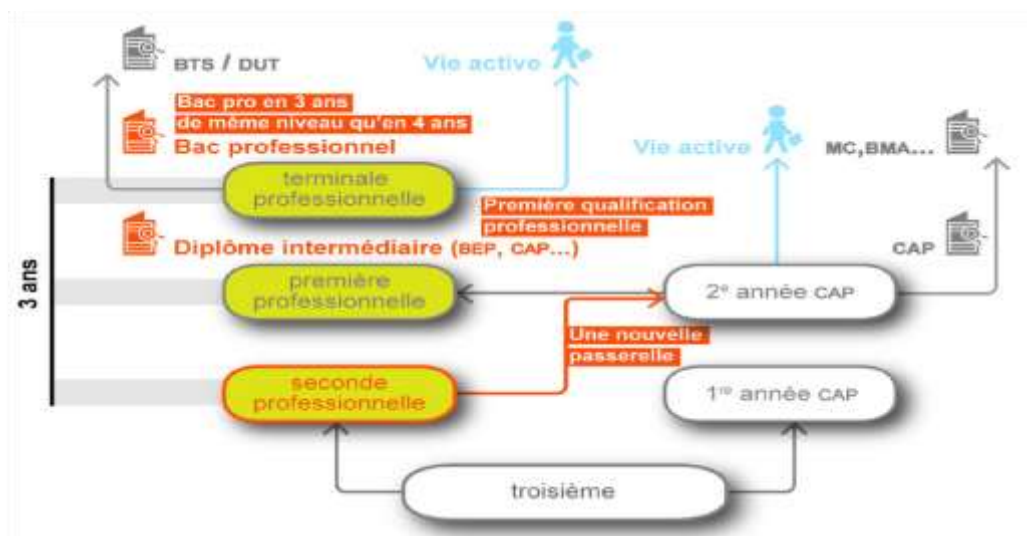 BTS / DUT
Vie active
Bac pro en 3 ans
de même niveau qu'en 4 ans
Bac professionnel
Vie active
MC,BMA...
terminale
professionnelle
Première qualification
professionnelle
Diplôme intermédiaire (BEP, CAP...)
CAP
3 ans
première
professionnelle
2e année CAP
Une nouvelle
passerelle
seconde
professionnelle
1re année CAP
troisième